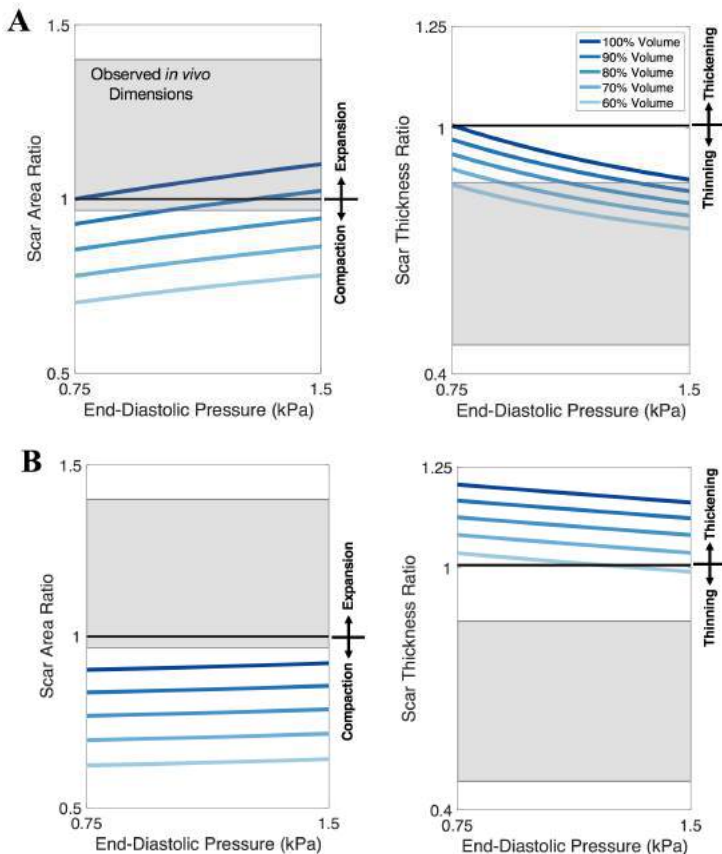 A
1.5
Observed in vivo
Dimensions
1
0.5
0.75
1.5
Scar Area Ratio
End-Diastolic Pressure (kPa)
Expansion
Compaction
1.25
1
0.4
0.75
1.5
100% Volume
90% Volume
80% Volume
70% Volume
60% Volume
Scar Thickness Ratio
End-Diastolic Pressure (kPa)
Thickening
Thinning
B
1.5
1
0.5
0.75
1.5
Scar Area Ratio
End-Diastolic Pressure (kPa)
Expansion
Compaction
1.25
1
0.4
0.75
1.5
Scar Thickness Ratio
End-Diastolic Pressure (kPa)
Thickening
Thinning